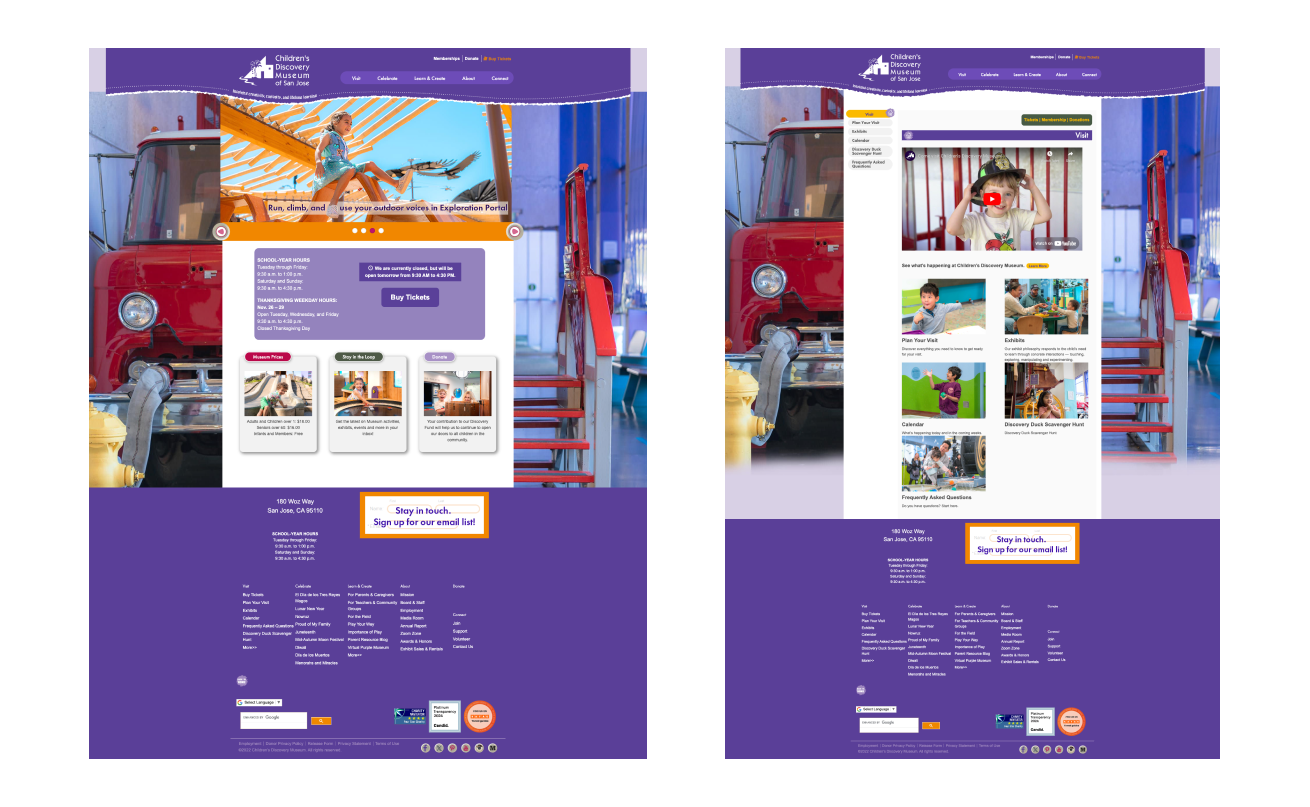 Children's
Discovery
Museum
of San Jose
Memberships | Donate | Buy Tickets
Visit Celebrate Learn & Create About Connect
Run, climb, and use your outdoor voices in Exploration Portal
SCHOOL-YEAR HOURS
Tuesday through Friday:
9:30 a.m. to 1:00 p.m.
Saturday and Sunday:
9:30 a.m. to 4:30 p.m.
THANKSGIVING WEEKDAY HOURS:
Nov. 26 – 29
Open Tuesday, Wednesday, and Friday
9:30 a.m. to 4:30 p.m.
Closed Thanksgiving Day
We are currently closed, but will be
open tomorrow from 9:30 AM to 4:30 PM.
Buy Tickets
Museum Prices
Adults and Children over 1: $18.00
Seniors over 60: $18.00
Infants and Members: Free
Stay in the Loop
Get the latest on Museum activities,
exhibits, events and more in your
inbox!
Donate
Your contribution to our Discovery
Fund will help us to continue to open
our doors to all children in the
community.
180 Woz Way
San Jose, CA 95110
SCHOOL-YEAR HOURS
Tuesday through Friday:
9:30 a.m. to 1:00 p.m.
Saturday and Sunday:
9:30 a.m. to 4:30 p.m.
Stay in touch.
Sign up for our email list!
Visit
Buy Tickets
Plan Your Visit
Exhibits
Calendar
Frequently Asked Questions
Discovery Duck Scavenger
Hunt
More>>
Celebrate
El Día de los Tres Reyes
Magos
Lunar New Year
Nowruz
Proud of My Family
Juneteenth
Mid-Autumn Moon Festival
Diwali
Día de los Muertos
Menorahs and Miracles
Learn & Create
For Parents & Caregivers
For Teachers & Community
Groups
For the Field
Play Your Way
Importance of Play
Parent Resource Blog
Virtual Purple Museum
More>>
About
Mission
Board & Staff
Employment
Media Room
Annual Report
Zoom Zone
Awards & Honors
Exhibit Sales & Rentals
Donate
Connect
Join
Support
Volunteer
Contact Us
Select Language
Google
Platinum
Transparency
2024
Candid.
Employment | Donor Privacy Policy | Release Form | Privacy Statement | Terms of Use
©2022 Children's Discovery Museum. All rights reserved.
Children's
Discovery
Museum
of San Jose
Memberships | Donate | Buy Tickets
Visit Celebrate Learn & Create About Connect
Visit
Plan Your Visit
Exhibits
Calendar
Discovery Duck
Scavenger Hunt
Frequently Asked
Questions
Tickets | Membership | Donations
Visit
Watch on YouTube
See what's happening at Children's Discovery Museum. Learn More
Plan Your Visit
Discover everything you need to know to get ready
for your visit.
Exhibits
Our exhibit philosophy responds to the child's need
to learn through concrete interactions — touching,
exploring, manipulating and experimenting.
Calendar
What's happening today and in the coming weeks.
Discovery Duck Scavenger Hunt
Discovery Duck Scavenger Hunt
Frequently Asked Questions
Do you have questions? Start here.
180 Woz Way
San Jose, CA 95110
SCHOOL-YEAR HOURS
Tuesday through Friday:
9:30 a.m. to 1:00 p.m.
Saturday and Sunday:
9:30 a.m. to 4:30 p.m.
Stay in touch.
Sign up for our email list!
Visit
Buy Tickets
Plan Your Visit
Exhibits
Calendar
Frequently Asked Questions
Discovery Duck Scavenger
Hunt
More>>
Celebrate
El Día de los Tres Reyes
Magos
Lunar New Year
Nowruz
Proud of My Family
Juneteenth
Mid-Autumn Moon Festival
Diwali
Día de los Muertos
Menorahs and Miracles
Learn & Create
For Parents & Caregivers
For Teachers & Community
Groups
For the Field
Play Your Way
Importance of Play
Parent Resource Blog
Virtual Purple Museum
More>>
About
Mission
Board & Staff
Employment
Media Room
Annual Report
Zoom Zone
Awards & Honors
Exhibit Sales & Rentals
Donate
Connect
Join
Support
Volunteer
Contact Us
Select Language
Google
Platinum
Transparency
2024
Candid.
Employment | Donor Privacy Policy | Release Form | Privacy Statement | Terms of Use
©2022 Children's Discovery Museum. All rights reserved.